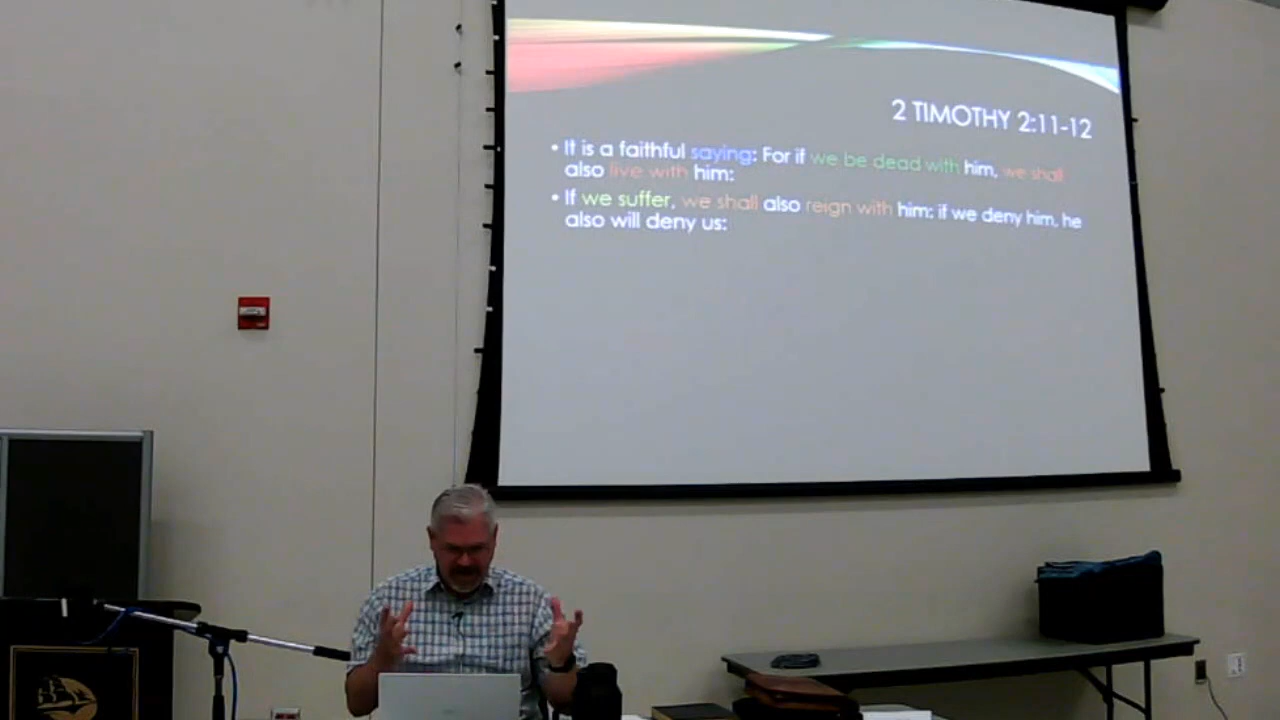 2 TIMOTHY 2:11-12
• It is a faithful saying: For if we be dead with him, we shall
also live with him:
• If we suffer, we shall also reign with him: if we deny him, he
also will deny us: